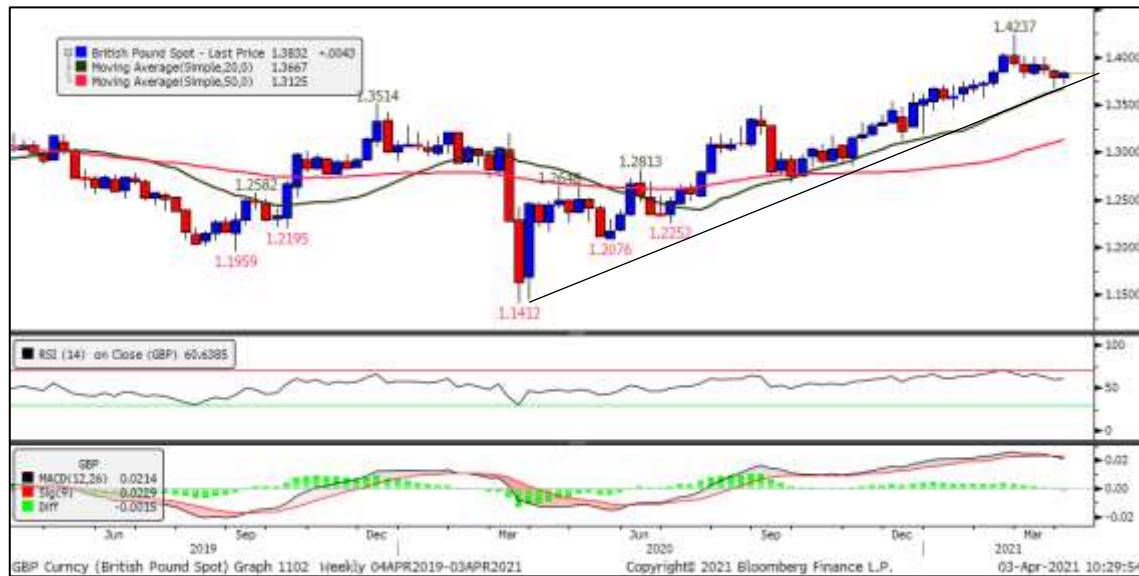 1.4237
British Pound Spot - Last Price 1.3832 +.0043
Moving Average(Simple,20,0) 1.3667
Moving Average(Simple,50,0) 1.3125
1.4000
1.3514
1.3500
1.3000
1.2813
1.2582
1.2500
1.2195
1.2252
1.2076
1.2000
1.1959
1.1500
1.1412
RSI (14) on Close (GBP) 60.6385
100
50
0
GBP
MACD(12,26) 0.0214
Sig(9) 0.0229
Diff -0.0015
0.02
0.00
-0.02
Jun Sep Dec Mar Jun Sep Dec Mar
2019 2020 2021
GBP Curncy (British Pound Spot) Graph 1102 Weekly 04APR2019-03APR2021 Copyright© 2021 Bloomberg Finance L.P. 03-Apr-2021 10:29:54